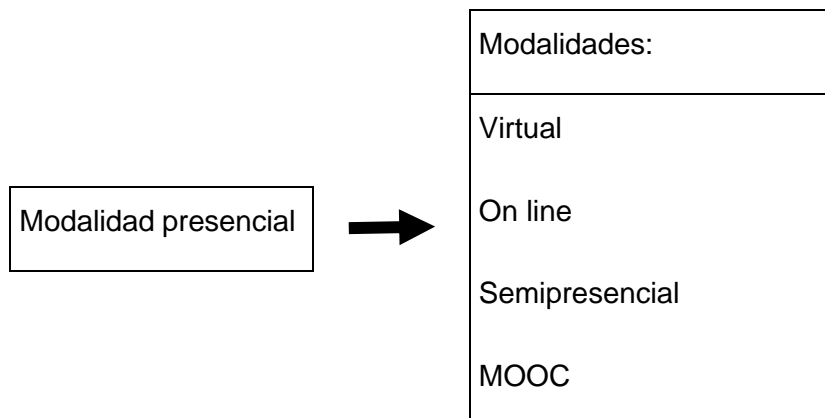 Modalidades:
Virtual
Modalidad presencial
On line
Semipresencial
MOOC